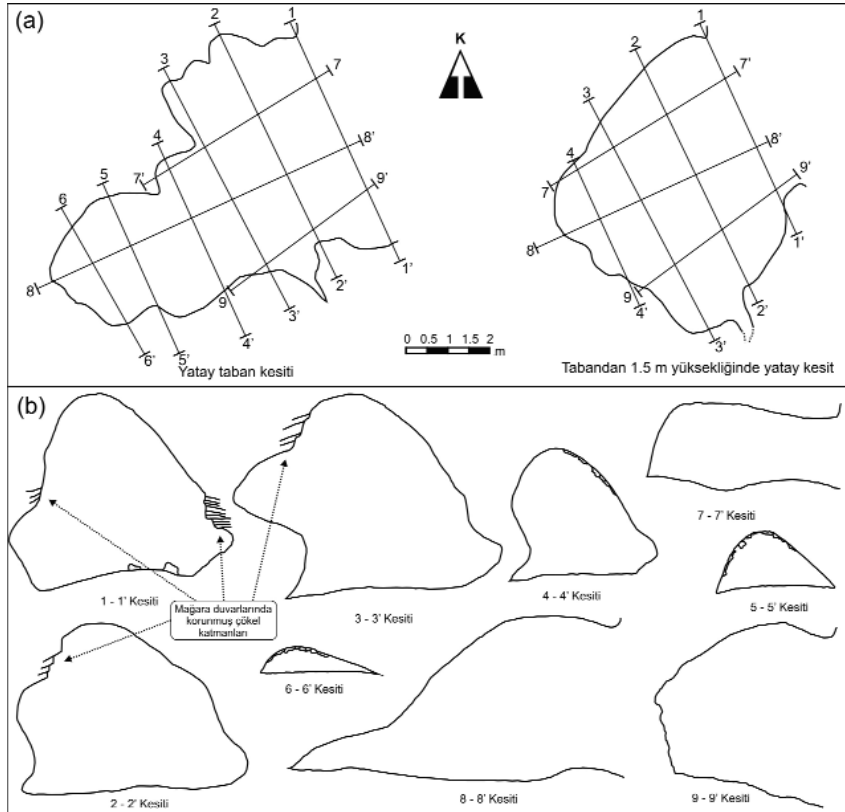 (a)
1
2
3
4
5
6
7
8'
9'
7'
8
9
1'
2'
3'
4'
5'
6'
K
0 0.5 1 1.5 2
m
Yatay taban kesiti
1
2
3
4
7'
8'
9'
7
8
9
1'
2'
3'
4'
Tabandan 1.5 m yüksekliğinde yatay kesit
(b)
1 - 1' Kesiti
3 - 3' Kesiti
4 - 4' Kesiti
7 - 7' Kesiti
5 - 5' Kesiti
Mağara duvarlarında
korunmuş çökel
katmanları
6 - 6' Kesiti
2 - 2' Kesiti
8 - 8' Kesiti
9 - 9' Kesiti